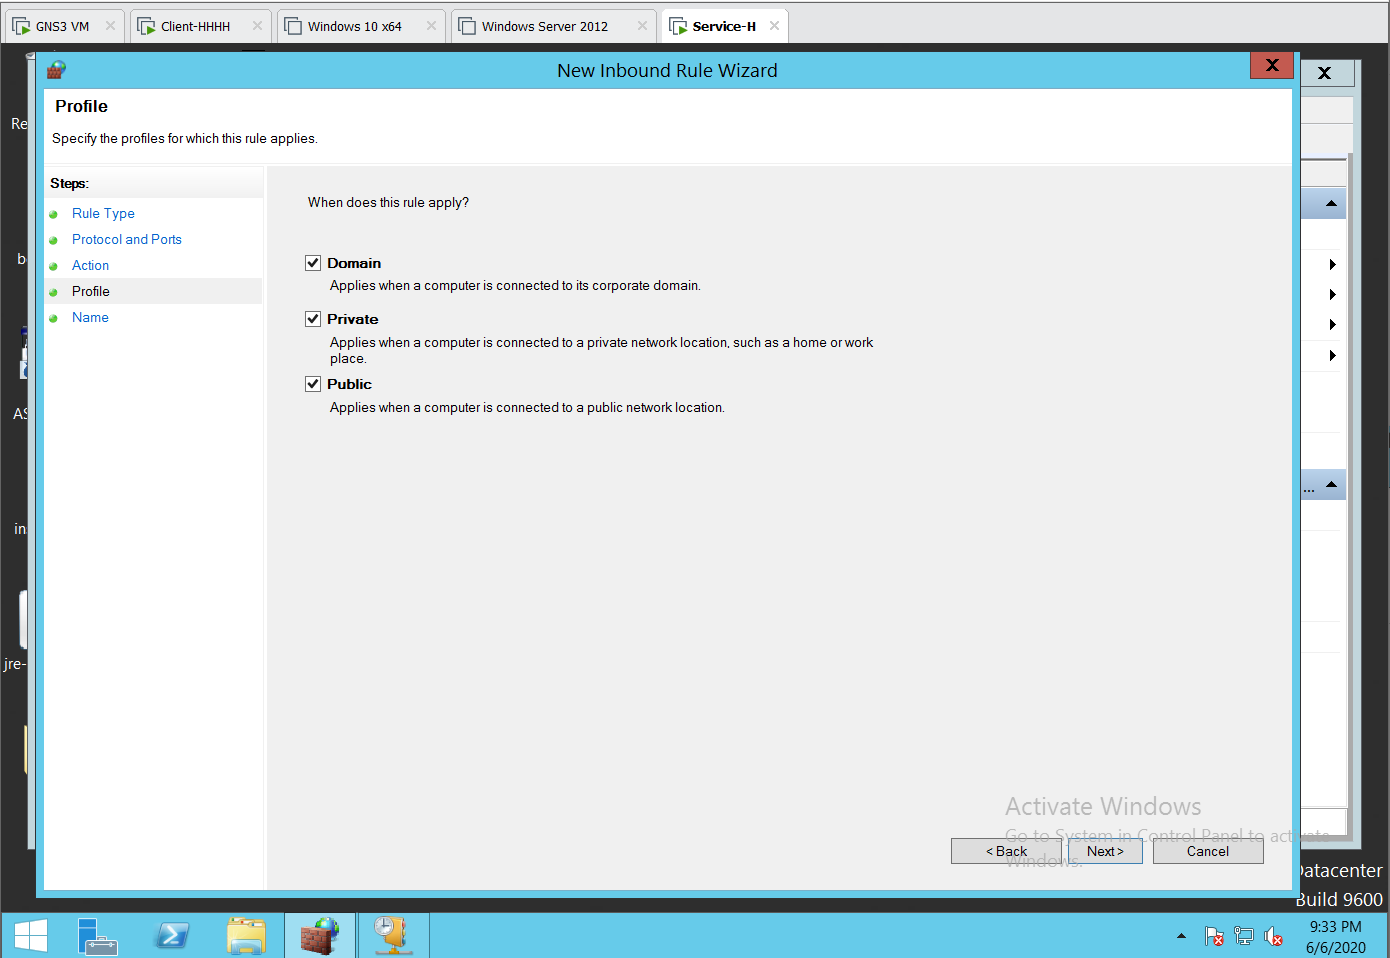 GNS3 VM
Client-HHHH
Windows 10 x64
Windows Server 2012
Service-H
New Inbound Rule Wizard
X
X
Profile
Specify the profiles for which this rule applies.
Steps:
Rule Type
Protocol and Ports
Action
Profile
Name
When does this rule apply?
Domain
Applies when a computer is connected to its corporate domain.
Private
Applies when a computer is connected to a private network location, such as a home or work
place.
Public
Applies when a computer is connected to a public network location.
Re
b
AS
in
jre-
...
Activate Windows
Go to System in Control Panel to activate
Windows.
< Back
Next >
Cancel
Datacenter
Build 9600
9:33 PM
6/6/2020